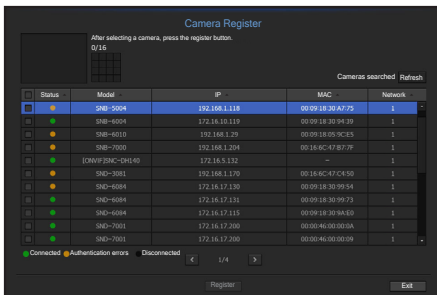 Camera Register
After selecting a camera, press the register button.
0/16
Cameras searched Refresh
Status Model IP MAC Network
SNB-5004 192.168.1.118 00:09:18:30:A7:75 1
SNB-6004 172.16.10.119 00:09:18:30:94:39 1
SNB-6010 192.168.1.29 00:09:18:05:9C:E5 1
SNB-7000 192.168.1.204 00:16:6C:47:B7:7F 1
[ONVIF]SNC-DH140 172.16.5.132 - 1
SND-3081 192.168.1.170 00:16:6C:47:C4:50 1
SND-6084 172.16.17.130 00:09:18:30:99:54 1
SND-6084 172.16.17.131 00:09:18:30:99:73 1
SND-6084 172.16.17.115 00:09:18:30:9A:E0 1
SND-7001 172.16.17.200 00:00:46:00:00:0A 1
SND-7001 172.16.17.200 00:00:46:00:00:09 1
Connected Authentication errors Disconnected
< 1/4 >
Register Exit